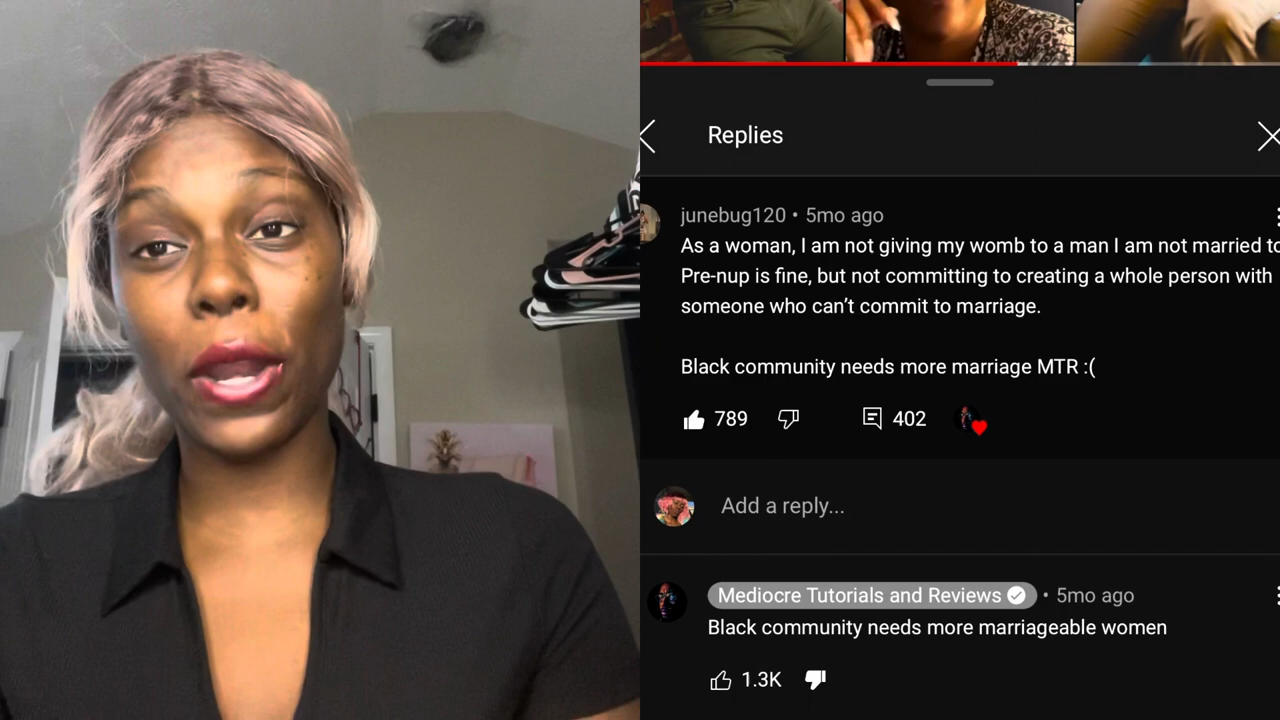 Replies
junebug120 • 5mo ago
As a woman, I am not giving my womb to a man I am not married to
Pre-nup is fine, but not committing to creating a whole person with
someone who can’t commit to marriage.
Black community needs more marriage MTR :(
789 402
Add a reply...
Mediocre Tutorials and Reviews • 5mo ago
Black community needs more marriageable women
1.3K